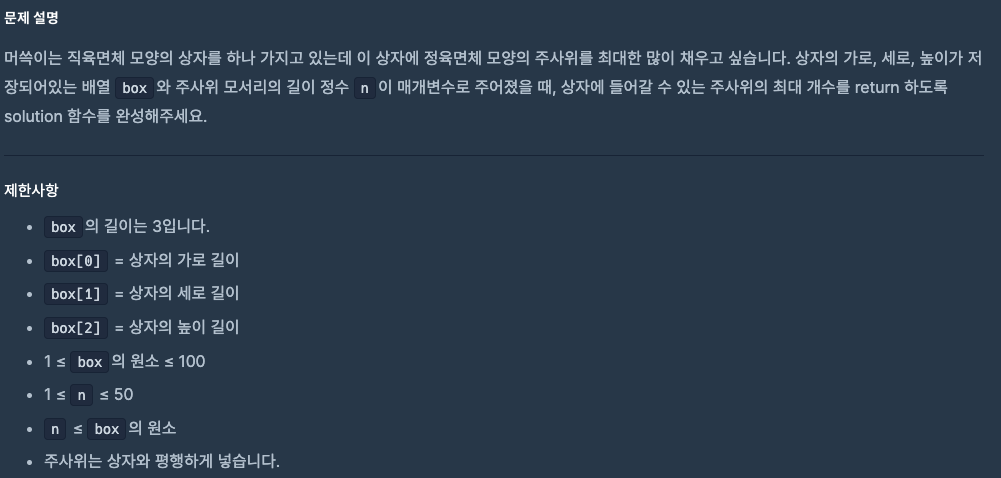 문제 설명
머쓱이는 직육면체 모양의 상자를 하나 가지고 있는데 이 상자에 정육면체 모양의 주사위를 최대한 많이 채우고 싶습니다. 상자의 가로, 세로, 높이가 저
장되어있는 배열 box 와 주사위 모서리의 길이 정수 n 이 매개변수로 주어졌을 때, 상자에 들어갈 수 있는 주사위의 최대 개수를 return 하도록
solution 함수를 완성해주세요.
제한사항
• box 의 길이는 3입니다.
• box[0] = 상자의 가로 길이
• box[1] = 상자의 세로 길이
• box[2] = 상자의 높이 길이
• 1 ≤ box 의 원소 ≤ 100
• 1 ≤ n ≤ 50
• n ≤ box 의 원소
• 주사위는 상자와 평행하게 넣습니다.